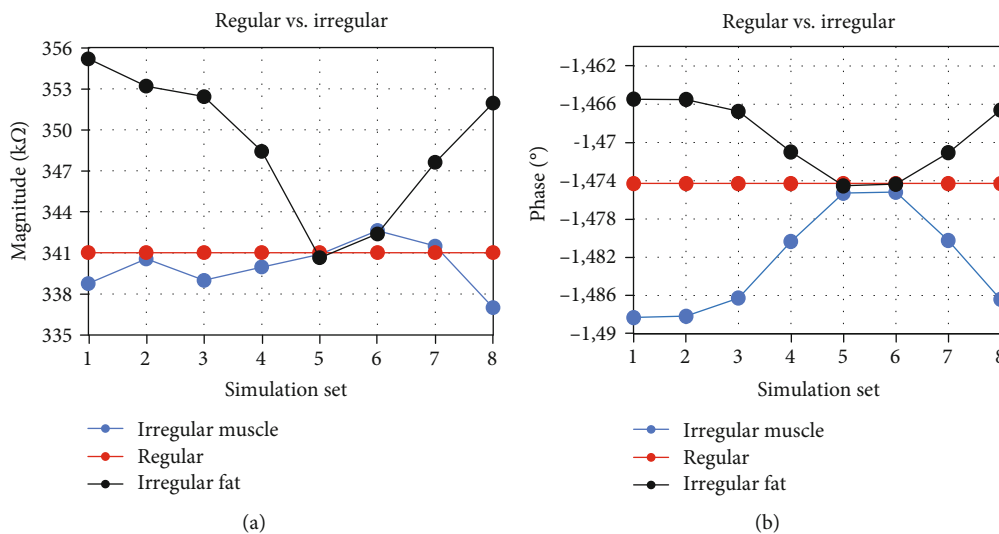 Regular vs. irregular
356
353
350
347
344
341
338
335
Magnitude (kΩ)
1 2 3 4 5 6 7 8
Simulation set
Irregular muscle
Regular
Irregular fat
(a)
Regular vs. irregular
–1,462
–1,466
–1,47
–1,474
–1,478
–1,482
–1,486
–1,49
Phase (°)
1 2 3 4 5 6 7 8
Simulation set
Irregular muscle
Regular
Irregular fat
(b)